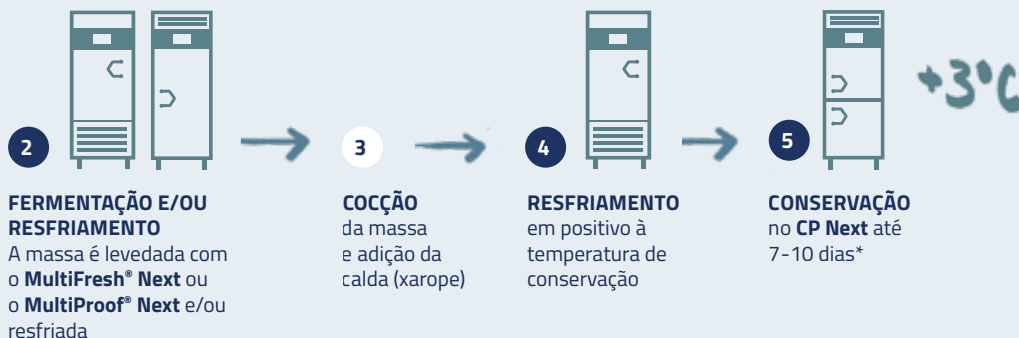 +3°C
2
3
4
5
FERMENTAÇÃO E/OU
RESFRIAMENTO
A massa é levedada com
o MultiFresh® Next ou
o MultiProof® Next e/ou
resfriada
COCÇÃO
da massa
e adição da
calda (xarope)
RESFRIAMENTO
em positivo à
temperatura de
conservação
CONSERVAÇÃO
no CP Next até
7-10 dias*